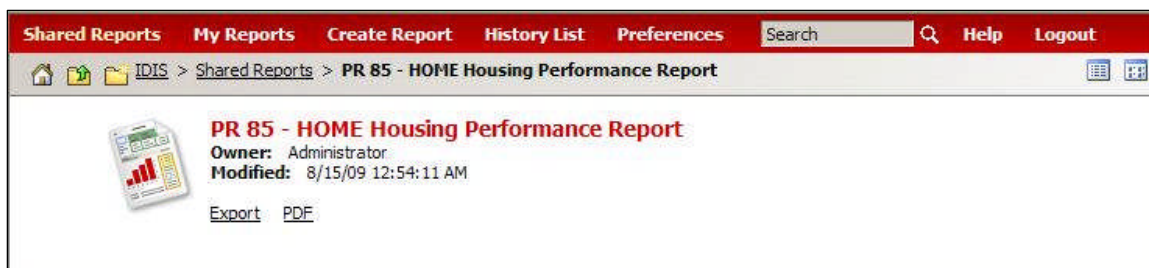 Shared Reports My Reports Create Report History List Preferences Search Help Logout
IDIS > Shared Reports > PR 85 - HOME Housing Performance Report
PR 85 - HOME Housing Performance Report
Owner: Administrator
Modified: 8/15/09 12:54:11 AM
Export PDF